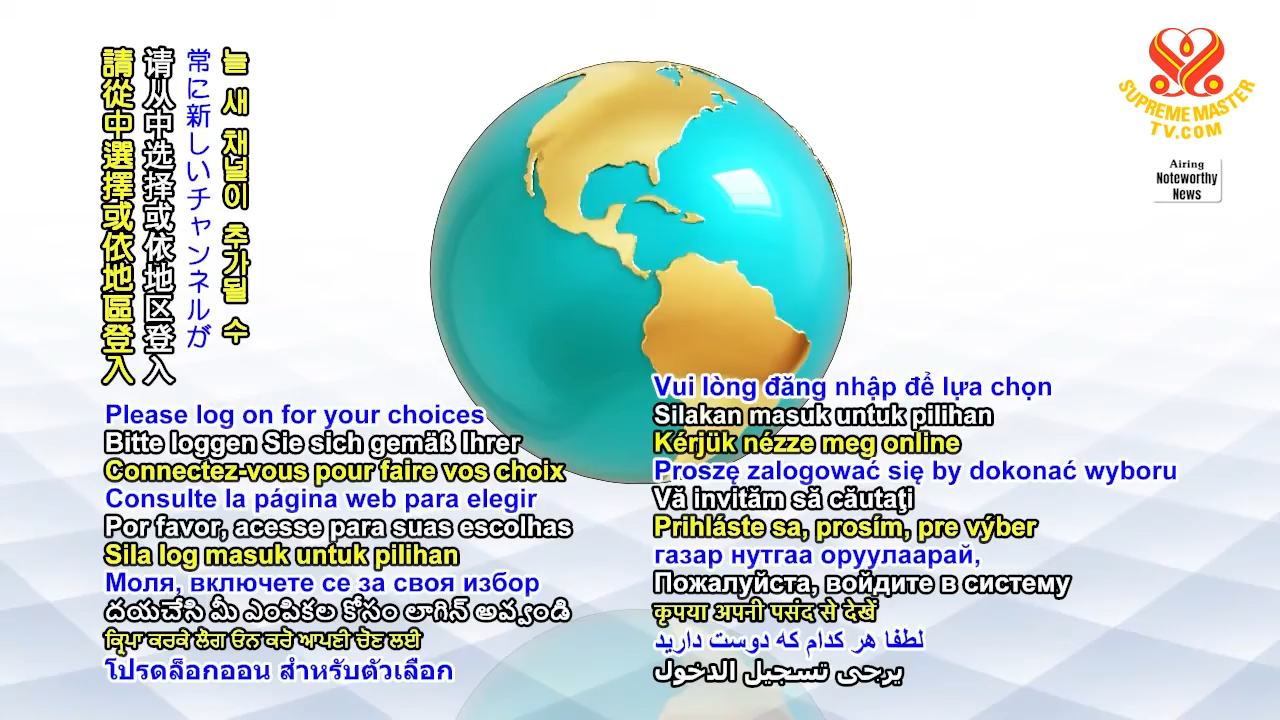 請從中選擇或依地區登入
请从中选择或依地区登入
常に新しいチャンネルが
늘 새 채널이 추가될 수
SUPREME MASTER
TV.COM
Airing
Noteworthy
News
Please log on for your choices
Bitte loggen Sie sich gemäß Ihrer
Connectez-vous pour faire vos choix
Consulte la página web para elegir
Por favor, acesse para suas escolhas
Sila log masuk untuk pilihan
Моля, включете се за своя избор
దయచేసి మీ ఎంపికల కోసం లాగిన్ అవ్వండి
ਕ੍ਰਿਪਾ ਕਰਕੇ ਲੌਗ ਓਨ ਕਰੋ ਆਪਣੀ ਚੋਣ ਲਈ
โปรดล็อกออน สำหรับตัวเลือก
Vui lòng đăng nhập để lựa chọn
Silakan masuk untuk pilihan
Kérjük nézze meg online
Proszę zalogować się by dokonać wyboru
Vă invităm să căutaţi
Prihláste sa, prosím, pre výber
газар нутгаа оруулаарай,
Пожалуйста, войдите в систему
कृपया अपनी पसंद से देखें
لطفا هر کدام که دوست دارید
يرجى تسجيل الدخول